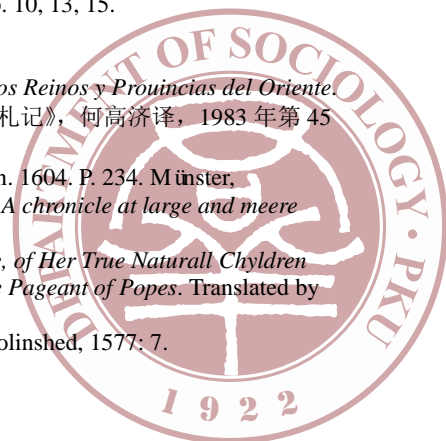 . 10, 13, 15.
os Reinos y Prouincias del Oriente.
札记》，何高济译，1983 年第 45
n. 1604. P. 234. Münster,
A chronicle at large and meere
, of Her True Naturall Chyldren
e Pageant of Popes. Translated by
olinshed, 1577: 7.
DEPARTMENT OF SOCIOLOGY · PKU
1922